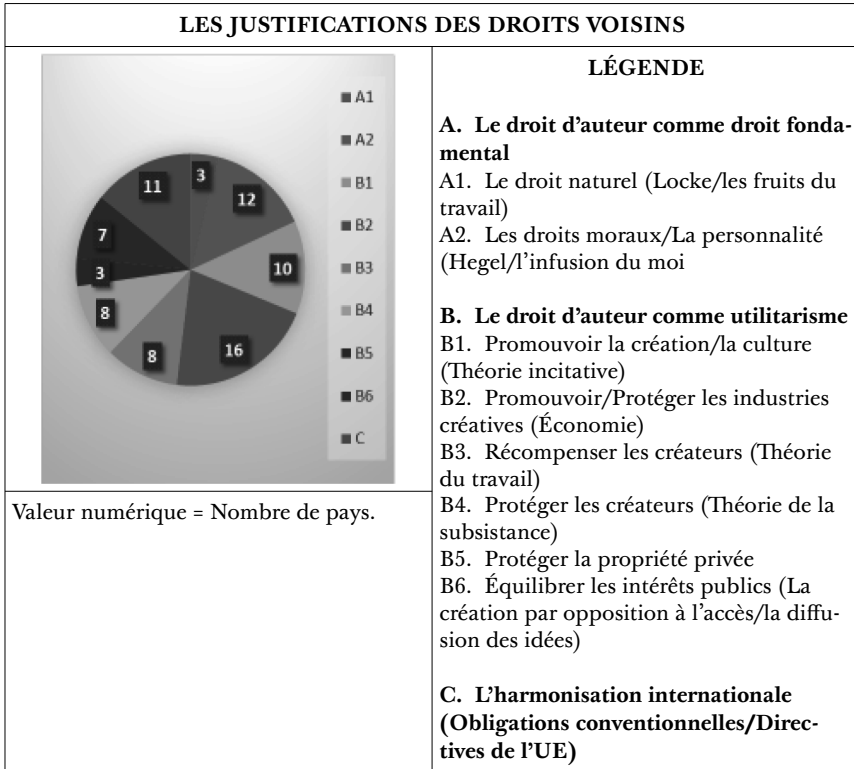 LES JUSTIFICATIONS DES DROITS VOISINS
A1
A2
B1
B2
B3
B4
B5
B6
C
3
12
10
16
8
8
3
7
11
Valeur numérique = Nombre de pays.
LÉGENDE
A. Le droit d’auteur comme droit fonda-
mental
A1. Le droit naturel (Locke/les fruits du
travail)
A2. Les droits moraux/La personnalité
(Hegel/l’infusion du moi
B. Le droit d’auteur comme utilitarisme
B1. Promouvoir la création/la culture
(Théorie incitative)
B2. Promouvoir/Protéger les industries
créatives (Économie)
B3. Récompenser les créateurs (Théorie
du travail)
B4. Protéger les créateurs (Théorie de la
subsistance)
B5. Protéger la propriété privée
B6. Équilibrer les intérêts publics (La
création par opposition à l’accès/la diffu-
sion des idées)
C. L’harmonisation internationale
(Obligations conventionnelles/Direc-
tives de l’UE)